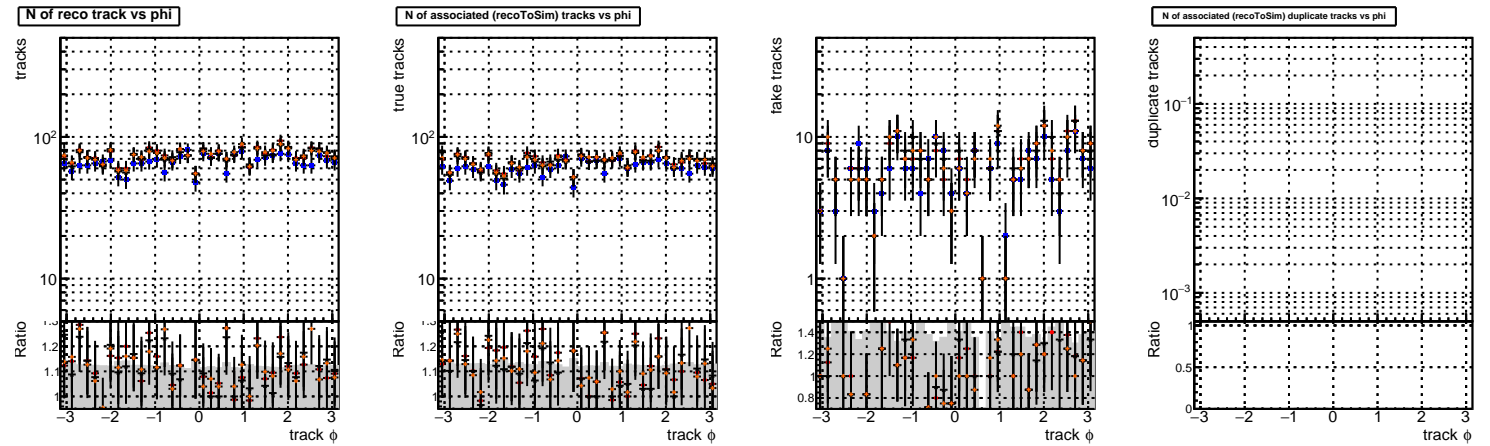 N of reco track vs phi
tracks
10²
10
Ratio
1.3
1.2
1.1
1
−3 −2 −1 0 1 2 3
track ϕ
N of associated (recoToSim) tracks vs phi
true tracks
10²
10
Ratio
1.3
1.2
1.1
1
−3 −2 −1 0 1 2 3
track ϕ
fake tracks
10
1
Ratio
1.4
1.2
1
0.8
−3 −2 −1 0 1 2 3
track ϕ
N of associated (recoToSim) duplicate tracks vs phi
duplicate tracks
10⁻¹
10⁻²
10⁻³
Ratio
1
0.5
0
−3 −2 −1 0 1 2 3
track ϕ